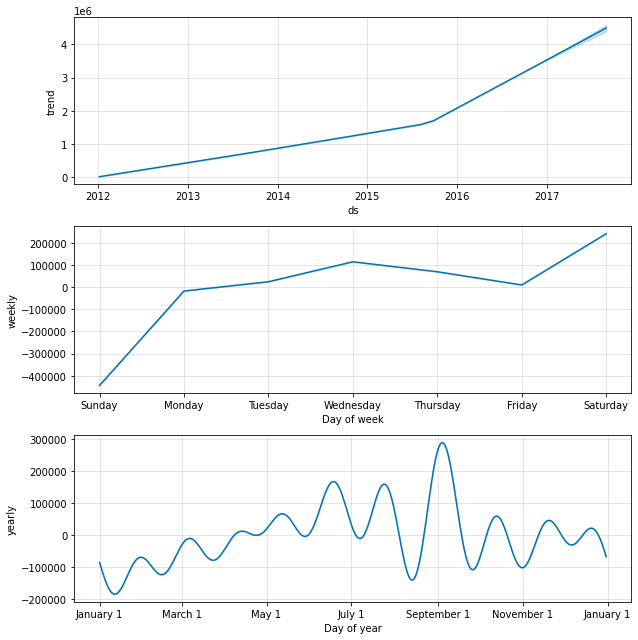 1e6
4
3
2
1
0
trend
2012 2013 2014 2015 2016 2017
ds
200000
100000
0
−100000
−200000
−300000
−400000
weekly
Sunday Monday Tuesday Wednesday Thursday Friday Saturday
Day of week
300000
200000
100000
0
−100000
−200000
yearly
January 1 March 1 May 1 July 1 September 1 November 1 January 1
Day of year